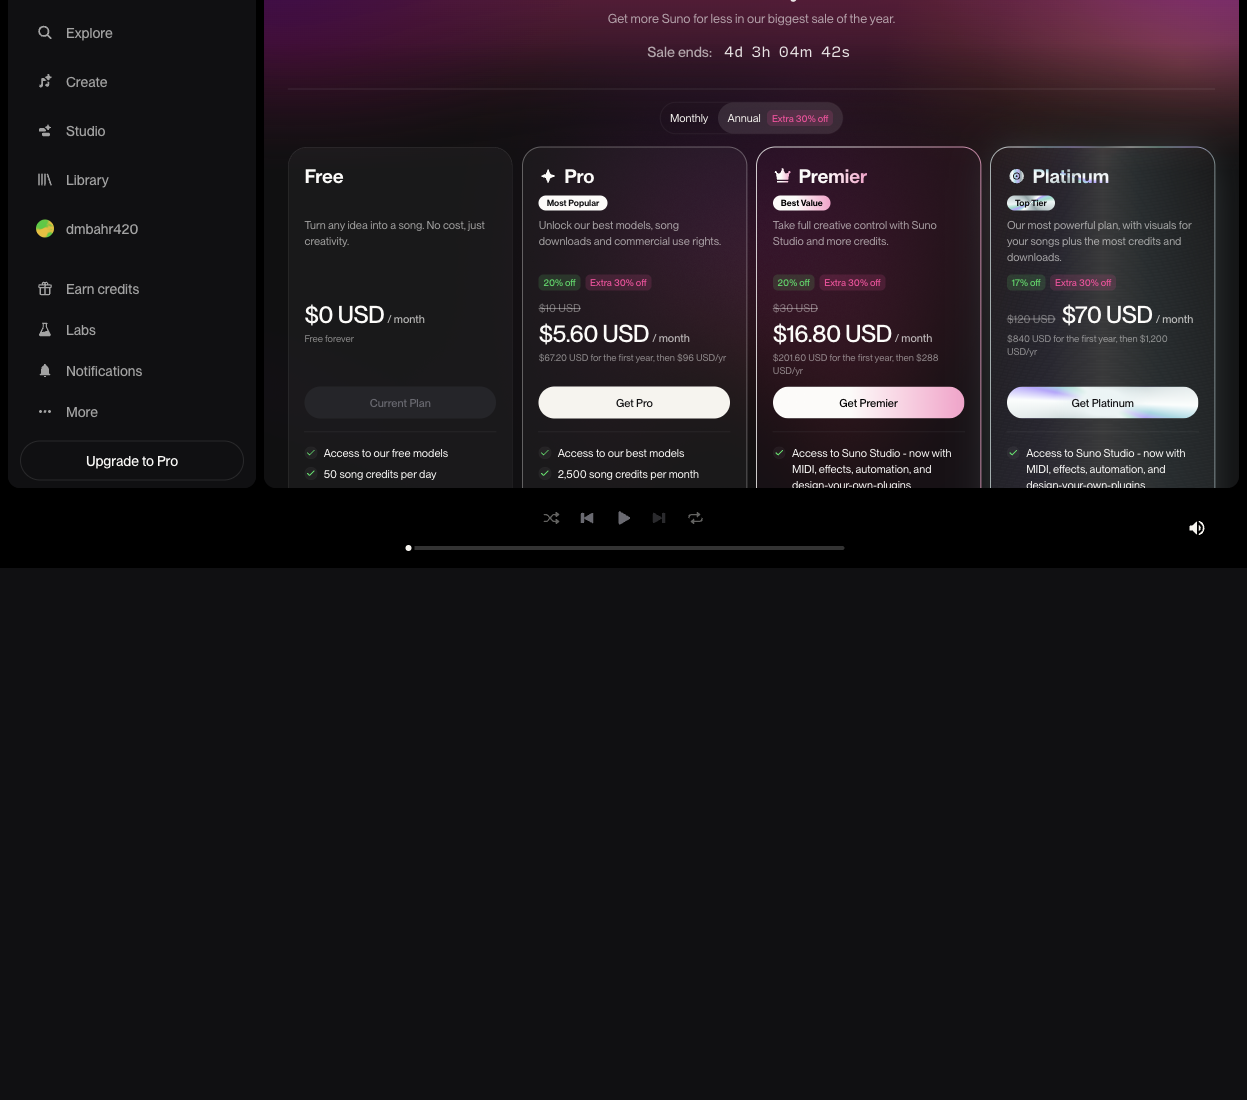 Explore
Create
Studio
Library
dmbahr420
Earn credits
Labs
Notifications
More
Upgrade to Pro
Get more Suno for less in our biggest sale of the year.
Sale ends: 4d 3h 04m 42s
Monthly
Annual
Extra 30% off
Free
Turn any idea into a song. No cost, just
creativity.
$0 USD / month
Free forever
Current Plan
Access to our free models
50 song credits per day
Pro
Most Popular
Unlock our best models, song
downloads and commercial use rights.
20% off
Extra 30% off
$10 USD
$5.60 USD / month
$67.20 USD for the first year, then $96 USD/yr
Get Pro
Access to our best models
2,500 song credits per month
Premier
Best Value
Take full creative control with Suno
Studio and more credits.
20% off
Extra 30% off
$30 USD
$16.80 USD / month
$201.60 USD for the first year, then $288
USD/yr
Get Premier
Access to Suno Studio - now with
MIDI, effects, automation, and
design-your-own-plugins
Platinum
Top Tier
Our most powerful plan, with visuals for
your songs plus the most credits and
downloads.
17% off
Extra 30% off
$120 USD $70 USD / month
$840 USD for the first year, then $1,200
USD/yr
Get Platinum
Access to Suno Studio - now with
MIDI, effects, automation, and
design-your-own-plugins